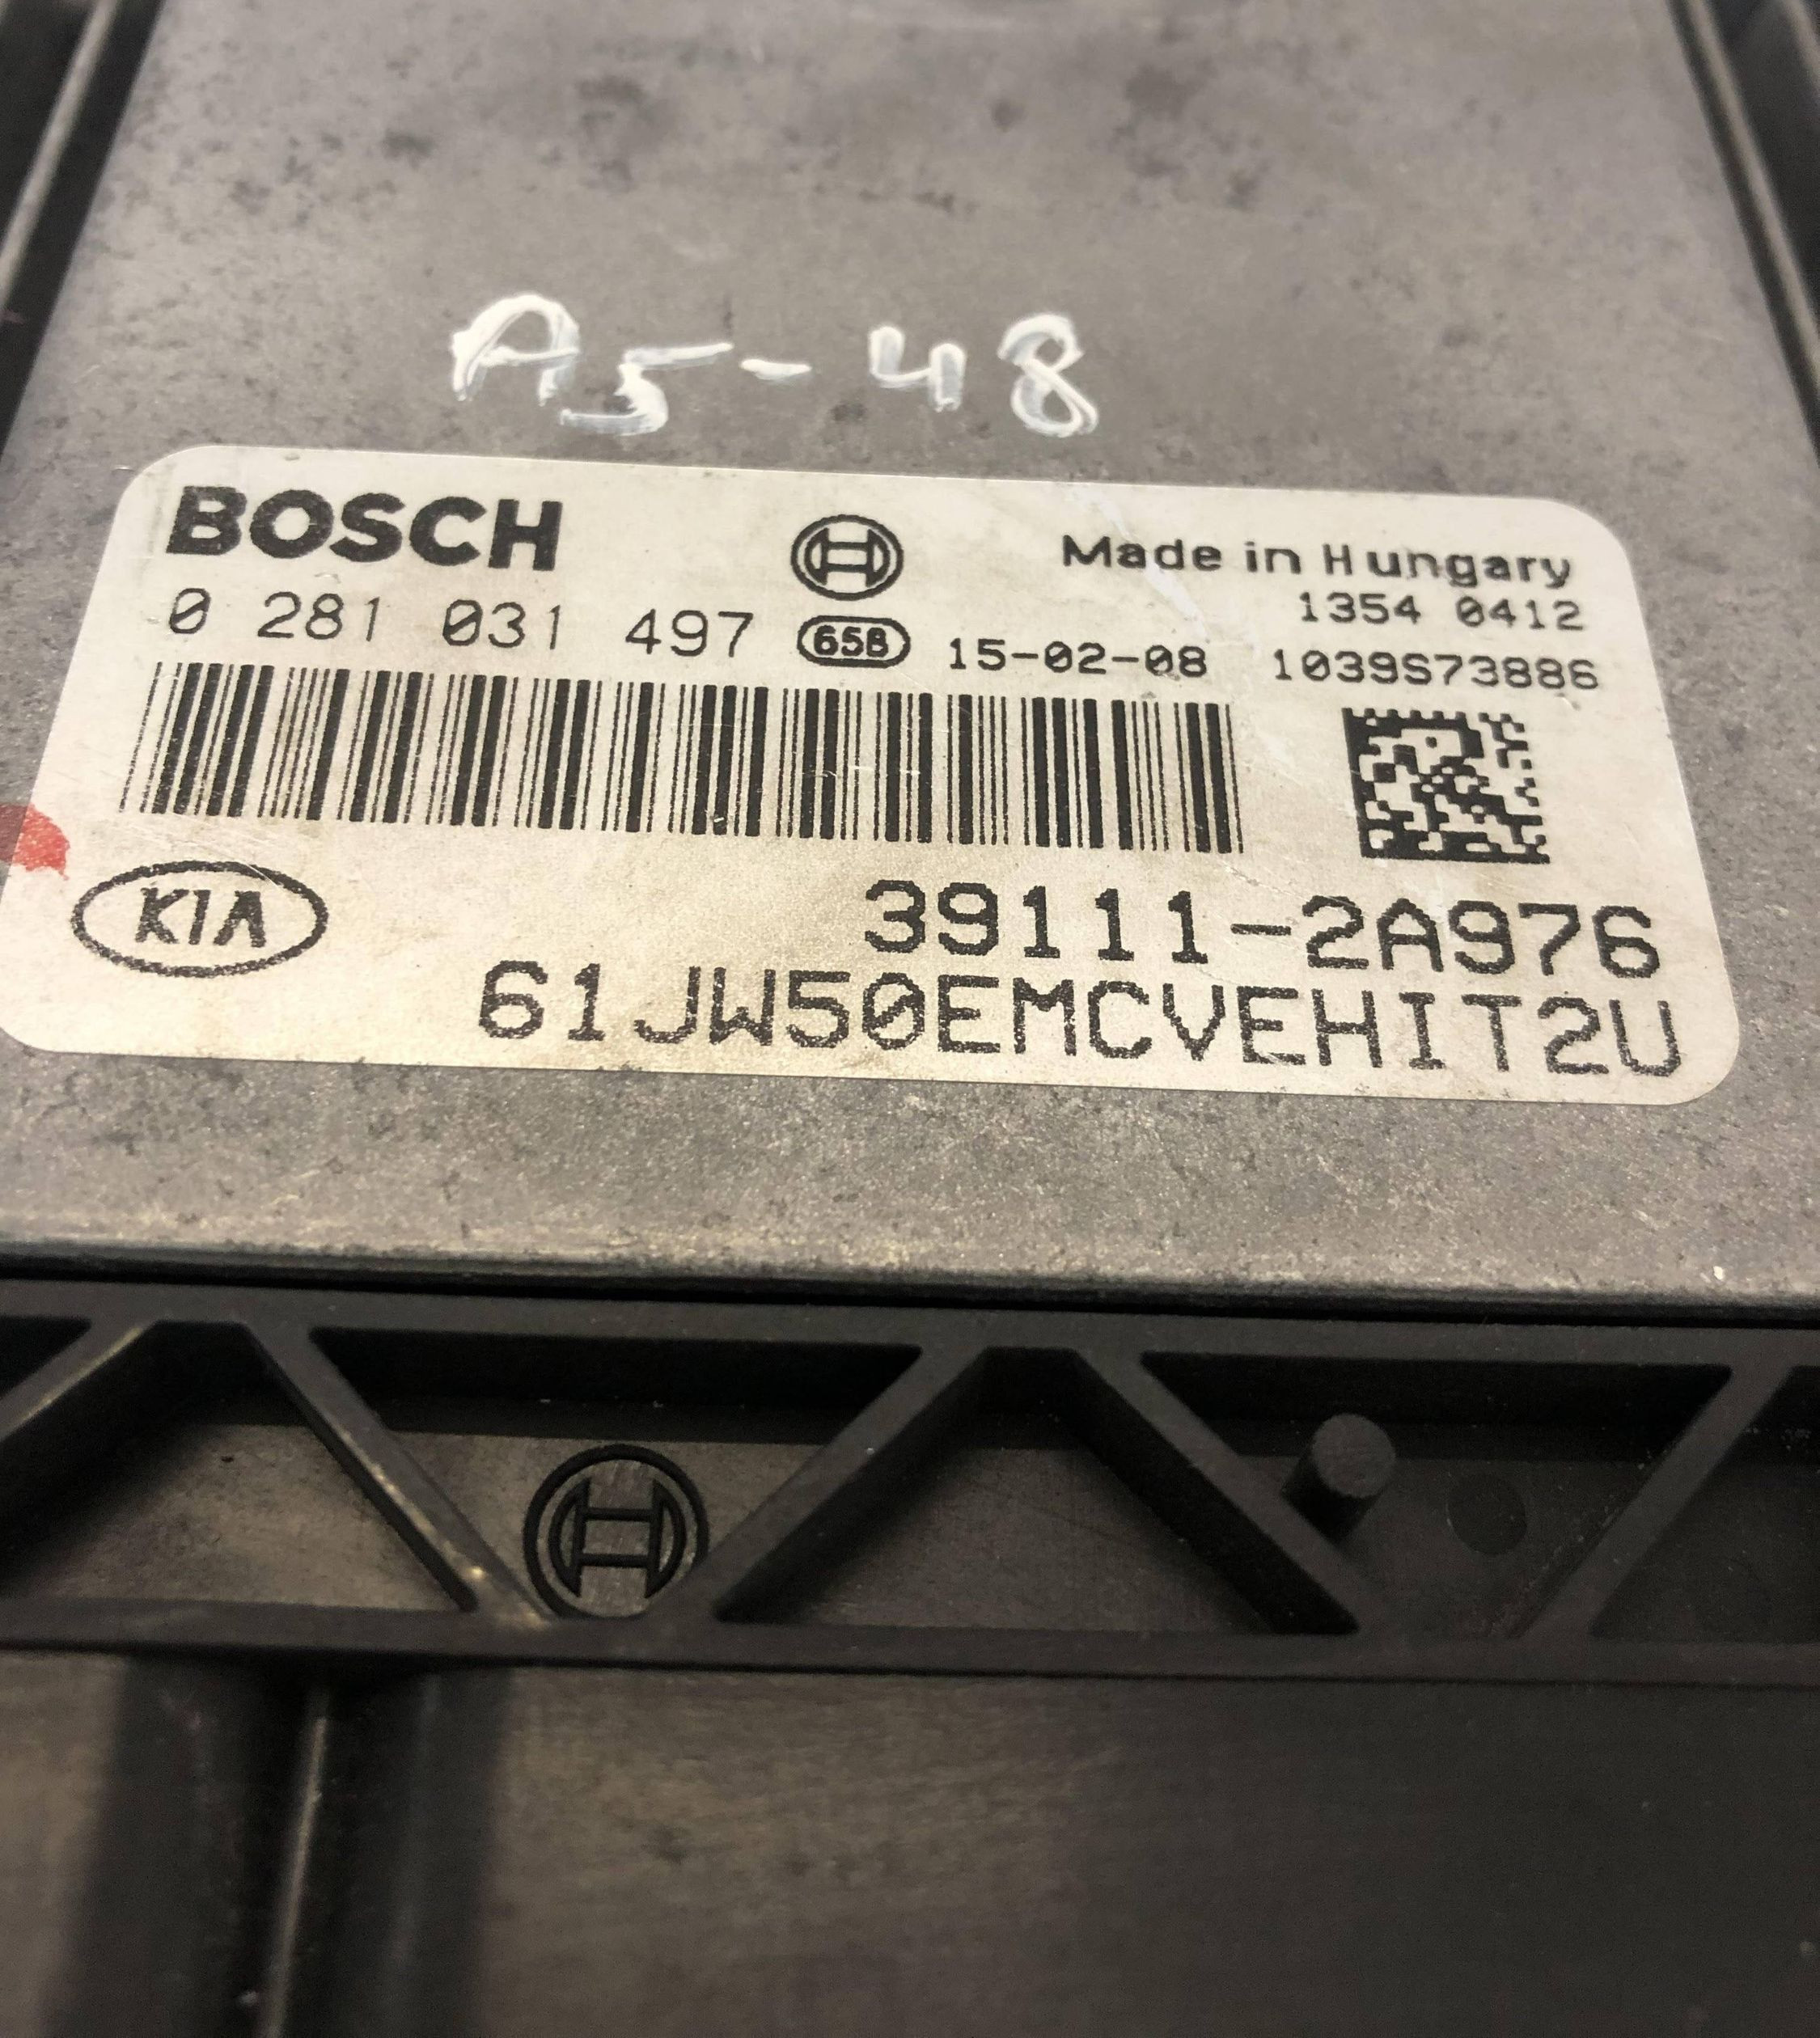 A5-48
BOSCH
Made in Hungary
0 281 031 497
1354 0412
658 15-02-08 1039S73886
KIA
39111-2A976
61JW50EMCVEHIT2U